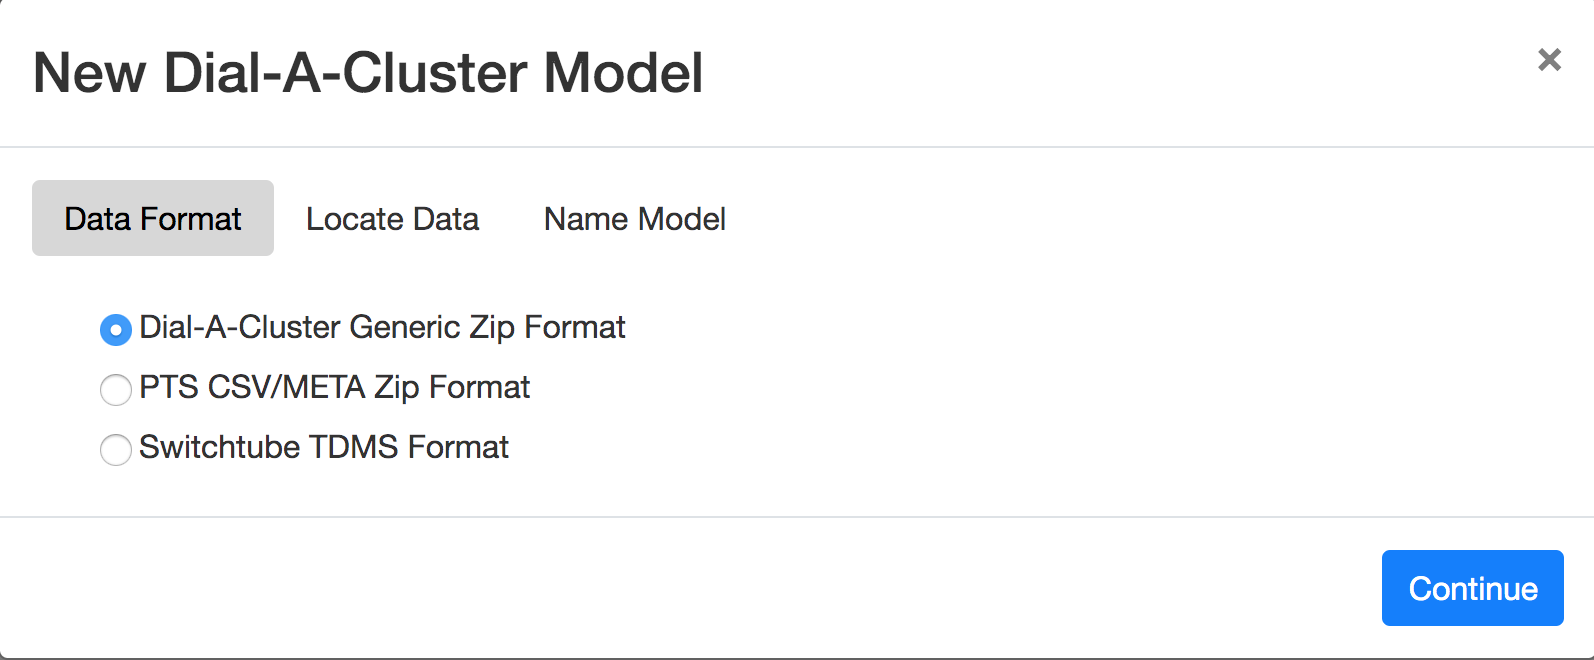 New Dial-A-Cluster Model
×
Data Format Locate Data Name Model
Dial-A-Cluster Generic Zip Format
PTS CSV/META Zip Format
Switchtube TDMS Format
Continue